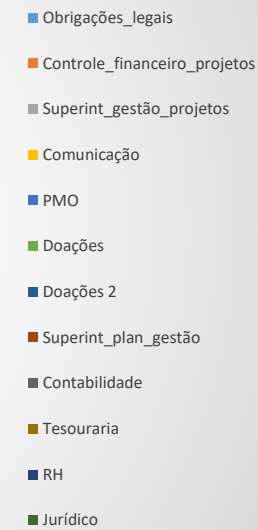 Obrigações_legais
Controle_financeiro_projetos
Superint_gestão_projetos
Comunicação
PMO
Doações
Doações 2
Superint_plan_gestão
Contabilidade
Tesouraria
RH
Jurídico